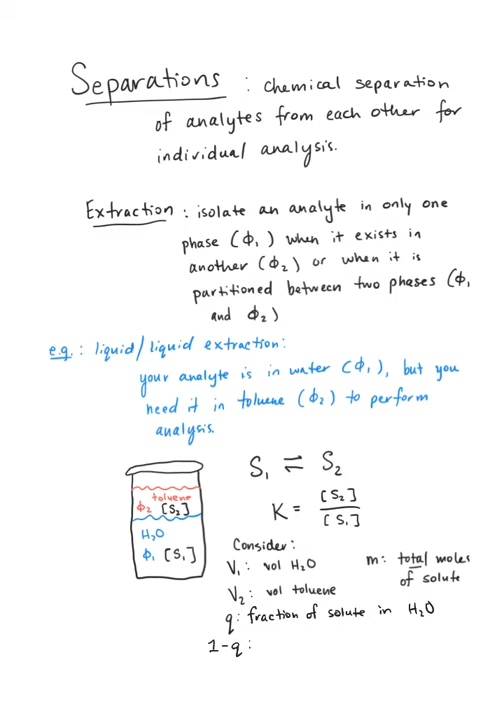 Separations : chemical separation
of analytes from each other for
individual analysis.
Extraction : isolate an analyte in only one
phase (ϕ₁) when it exists in
another (ϕ₂) or when it is
partitioned between two phases (ϕ₁
and ϕ₂)
e.g.: liquid/liquid extraction:
your analyte is in water (ϕ₁), but you
need it in toluene (ϕ₂) to perform
analysis.
S₁ ⇌ S₂
K = [S₂] / [S₁]
toluene
ϕ₂ [S₂]
H₂O
ϕ₁ [S₁]
Consider:
V₁: vol H₂O m: total moles
of solute
V₂: vol toluene
q: fraction of solute in H₂O
1-q: